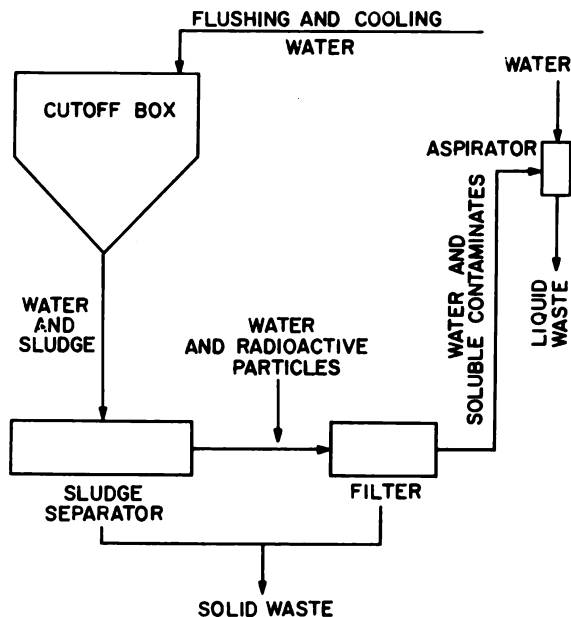 FLUSHING AND COOLING
WATER
CUTOFF BOX
WATER
ASPIRATOR
WATER AND
SOLUBLE CONTAMINATES
LIQUID
WASTE
WATER
AND
SLUDGE
WATER
AND RADIOACTIVE
PARTICLES
SLUDGE
SEPARATOR
FILTER
SOLID WASTE